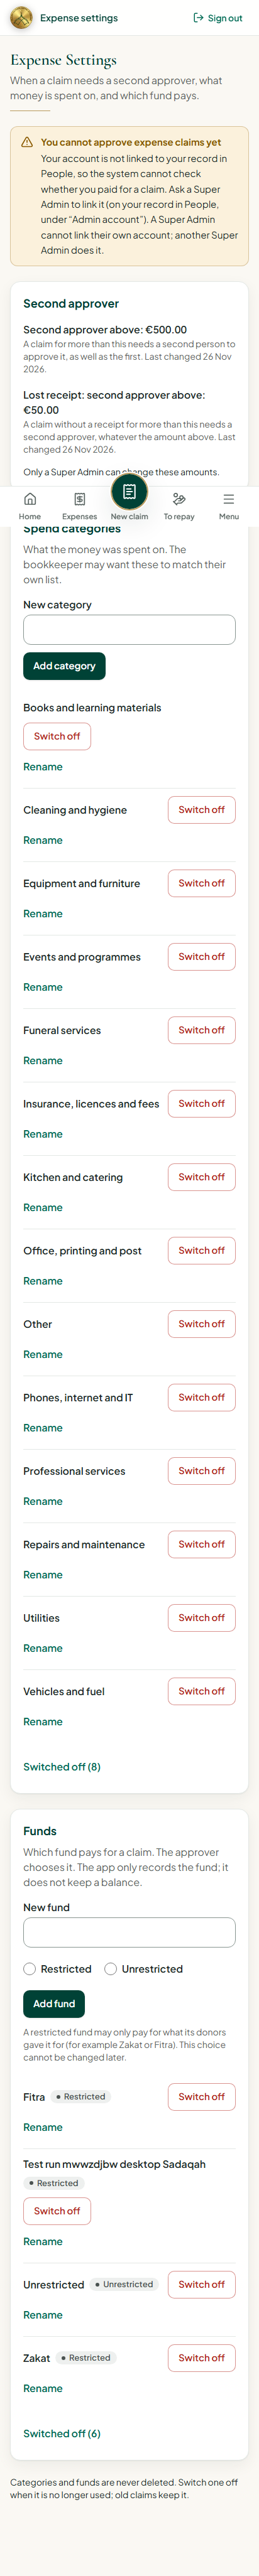 Expense settings
Sign out
Expense Settings
When a claim needs a second approver, what
money is spent on, and which fund pays.
You cannot approve expense claims yet
Your account is not linked to your record in
People, so the system cannot check
whether you paid for a claim. Ask a Super
Admin to link it (on your record in People,
under “Admin account”). A Super Admin
cannot link their own account; another Super
Admin does it.
Second approver
Second approver above: €500.00
A claim for more than this needs a second person to
approve it, as well as the first. Last changed 26 Nov
2026.
Lost receipt: second approver above:
€50.00
A claim without a receipt for more than this needs a
second approver, whatever the amount above. Last
changed 26 Nov 2026.
Only a Super Admin can change these amounts.
Home
Expenses
New claim
To repay
Menu
Spend categories
What the money was spent on. The
bookkeeper may want these to match their
own list.
New category
Add category
Books and learning materials
Switch off
Rename
Cleaning and hygiene
Switch off
Rename
Equipment and furniture
Switch off
Rename
Events and programmes
Switch off
Rename
Funeral services
Switch off
Rename
Insurance, licences and fees
Switch off
Rename
Kitchen and catering
Switch off
Rename
Office, printing and post
Switch off
Rename
Other
Switch off
Rename
Phones, internet and IT
Switch off
Rename
Professional services
Switch off
Rename
Repairs and maintenance
Switch off
Rename
Utilities
Switch off
Rename
Vehicles and fuel
Switch off
Rename
Switched off (8)
Funds
Which fund pays for a claim. The approver
chooses it. The app only records the fund; it
does not keep a balance.
New fund
Restricted
Unrestricted
Add fund
A restricted fund may only pay for what its donors
gave it for (for example Zakat or Fitra). This choice
cannot be changed later.
Fitra
Restricted
Switch off
Rename
Test run mwwzdjbw desktop Sadaqah
Restricted
Switch off
Rename
Unrestricted
Unrestricted
Switch off
Rename
Zakat
Restricted
Switch off
Rename
Switched off (6)
Categories and funds are never deleted. Switch one off
when it is no longer used; old claims keep it.